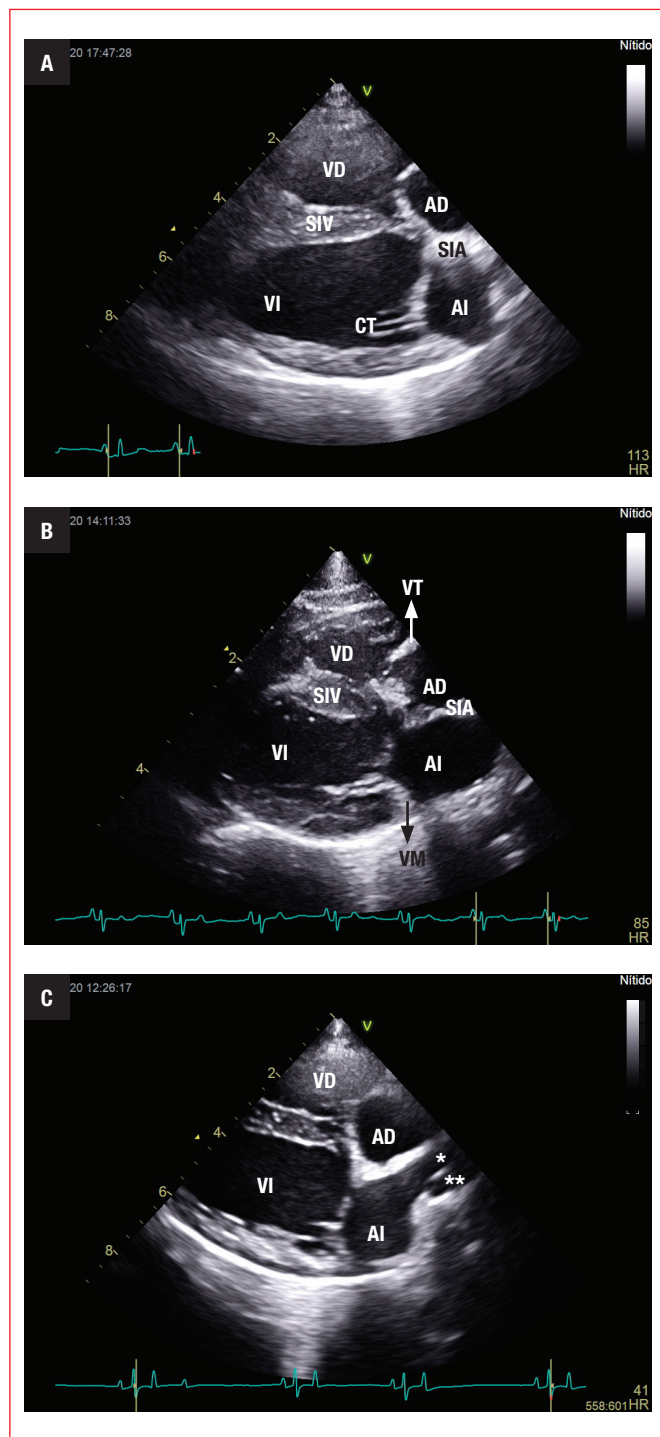 A
20 17:47:28
Nítido
V
2
VD
4
AD
SIV
SIA
6
VI
AI
8
CT
113
HR
B
20 14:11:33
Nítido
V
VT
VD
2
AD
SIV
SIA
VI
AI
4
VM
85
HR
C
20 12:26:17
Nítido
V
2
VD
4
AD
*
VI
**
6
AI
8
41
558:601 HR